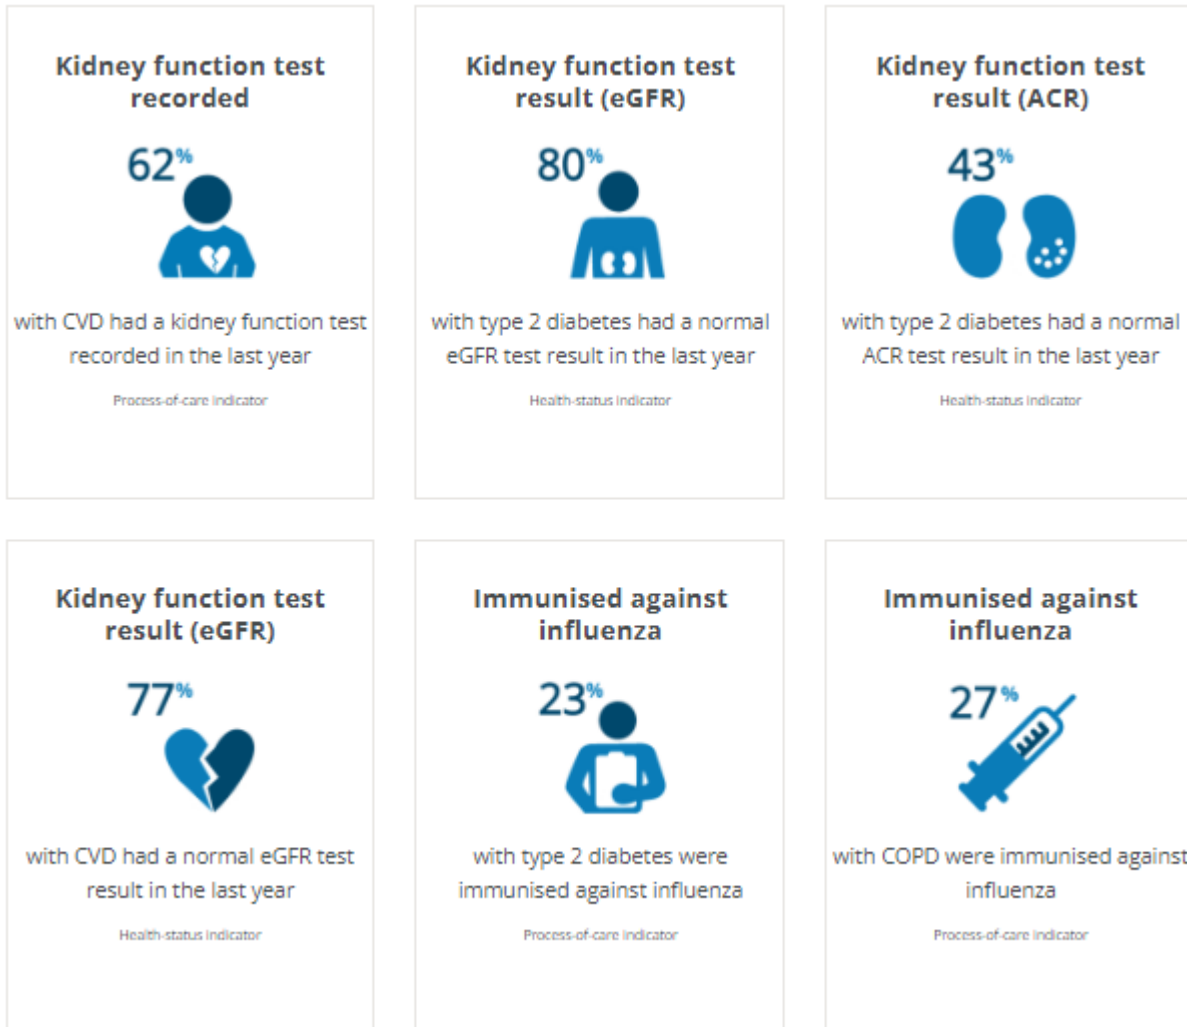 Kidney function test
recorded
62%
with CVD had a kidney function test
recorded in the last year
Process-of-care indicator
Kidney function test
result (eGFR)
80%
with type 2 diabetes had a normal
eGFR test result in the last year
Health-status indicator
Kidney function test
result (ACR)
43%
with type 2 diabetes had a normal
ACR test result in the last year
Health-status indicator
Kidney function test
result (eGFR)
77%
with CVD had a normal eGFR test
result in the last year
Health-status indicator
Immunised against
influenza
23%
with type 2 diabetes were
immunised against influenza
Process-of-care indicator
Immunised against
influenza
27%
with COPD were immunised against
influenza
Process-of-care indicator